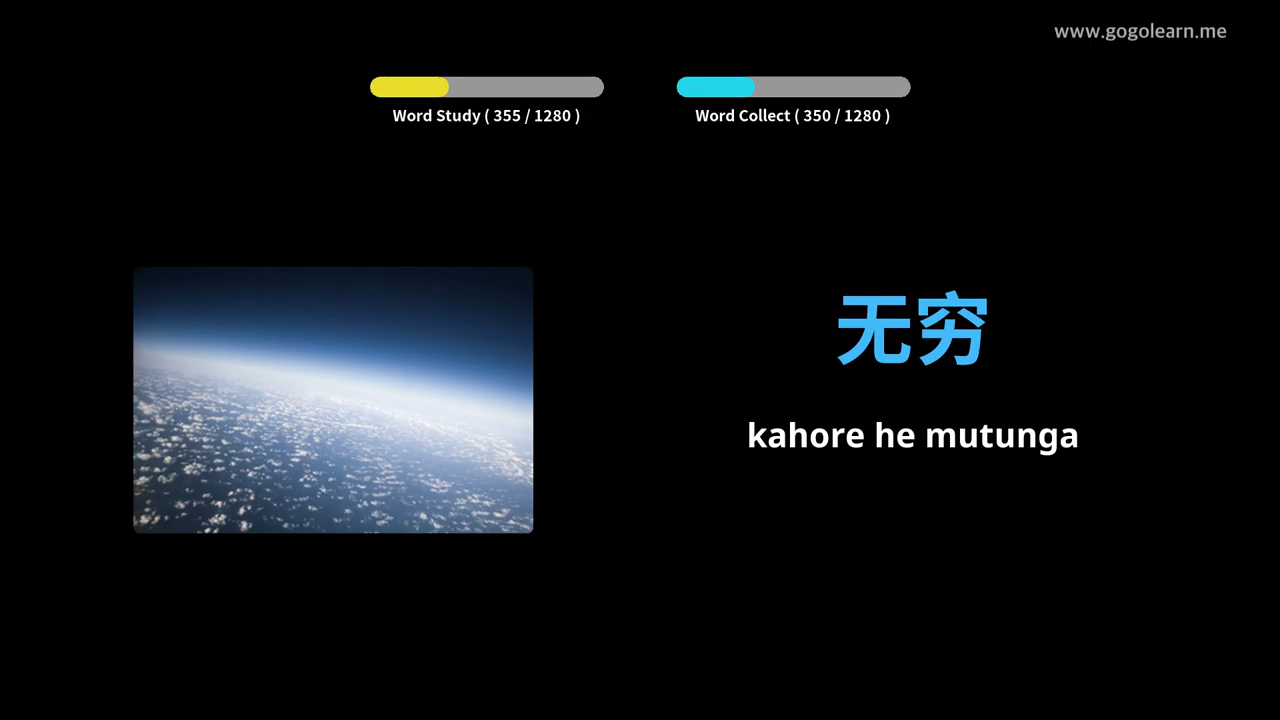 www.gogolearn.me
Word Study ( 355 / 1280 )
Word Collect ( 350 / 1280 )
无穷
kahore he mutunga